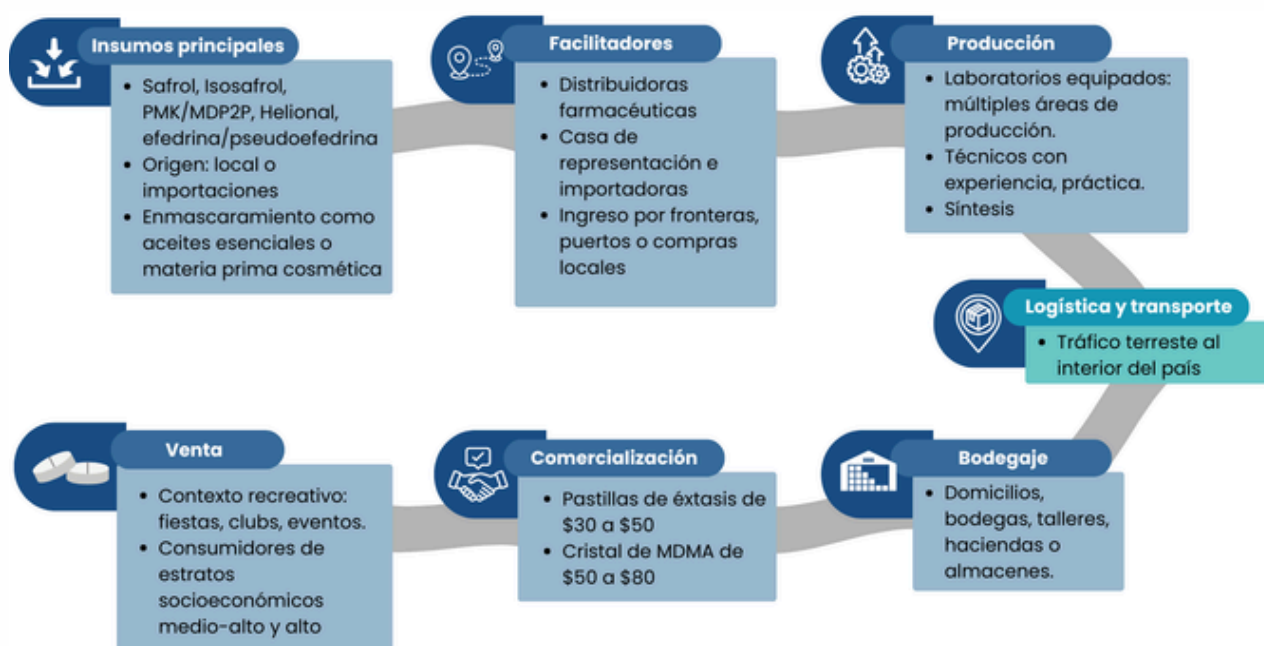 Insumos principales
• Safrol, Isosafrol,
PMK/MDP2P, Helional,
efedrina/pseudoefedrina
• Origen: local o
importaciones
• Enmascaramiento como
aceites esenciales o
materia prima cosmética
Facilitadores
• Distribuidoras
farmacéuticas
• Casa de
representación e
importadoras
• Ingreso por fronteras,
puertos o compras
locales
Producción
• Laboratorios equipados:
múltiples áreas de
producción.
• Técnicos con
experiencia, práctica.
• Síntesis
Logística y transporte
• Tráfico terreste al
interior del país
Bodegaje
• Domicilios,
bodegas, talleres,
haciendas o
almacenes.
Comercialización
• Pastillas de éxtasis de
$30 a $50
• Cristal de MDMA de
$50 a $80
Venta
• Contexto recreativo:
fiestas, clubs, eventos.
• Consumidores de
estratos
socioeconómicos
medio-alto y alto